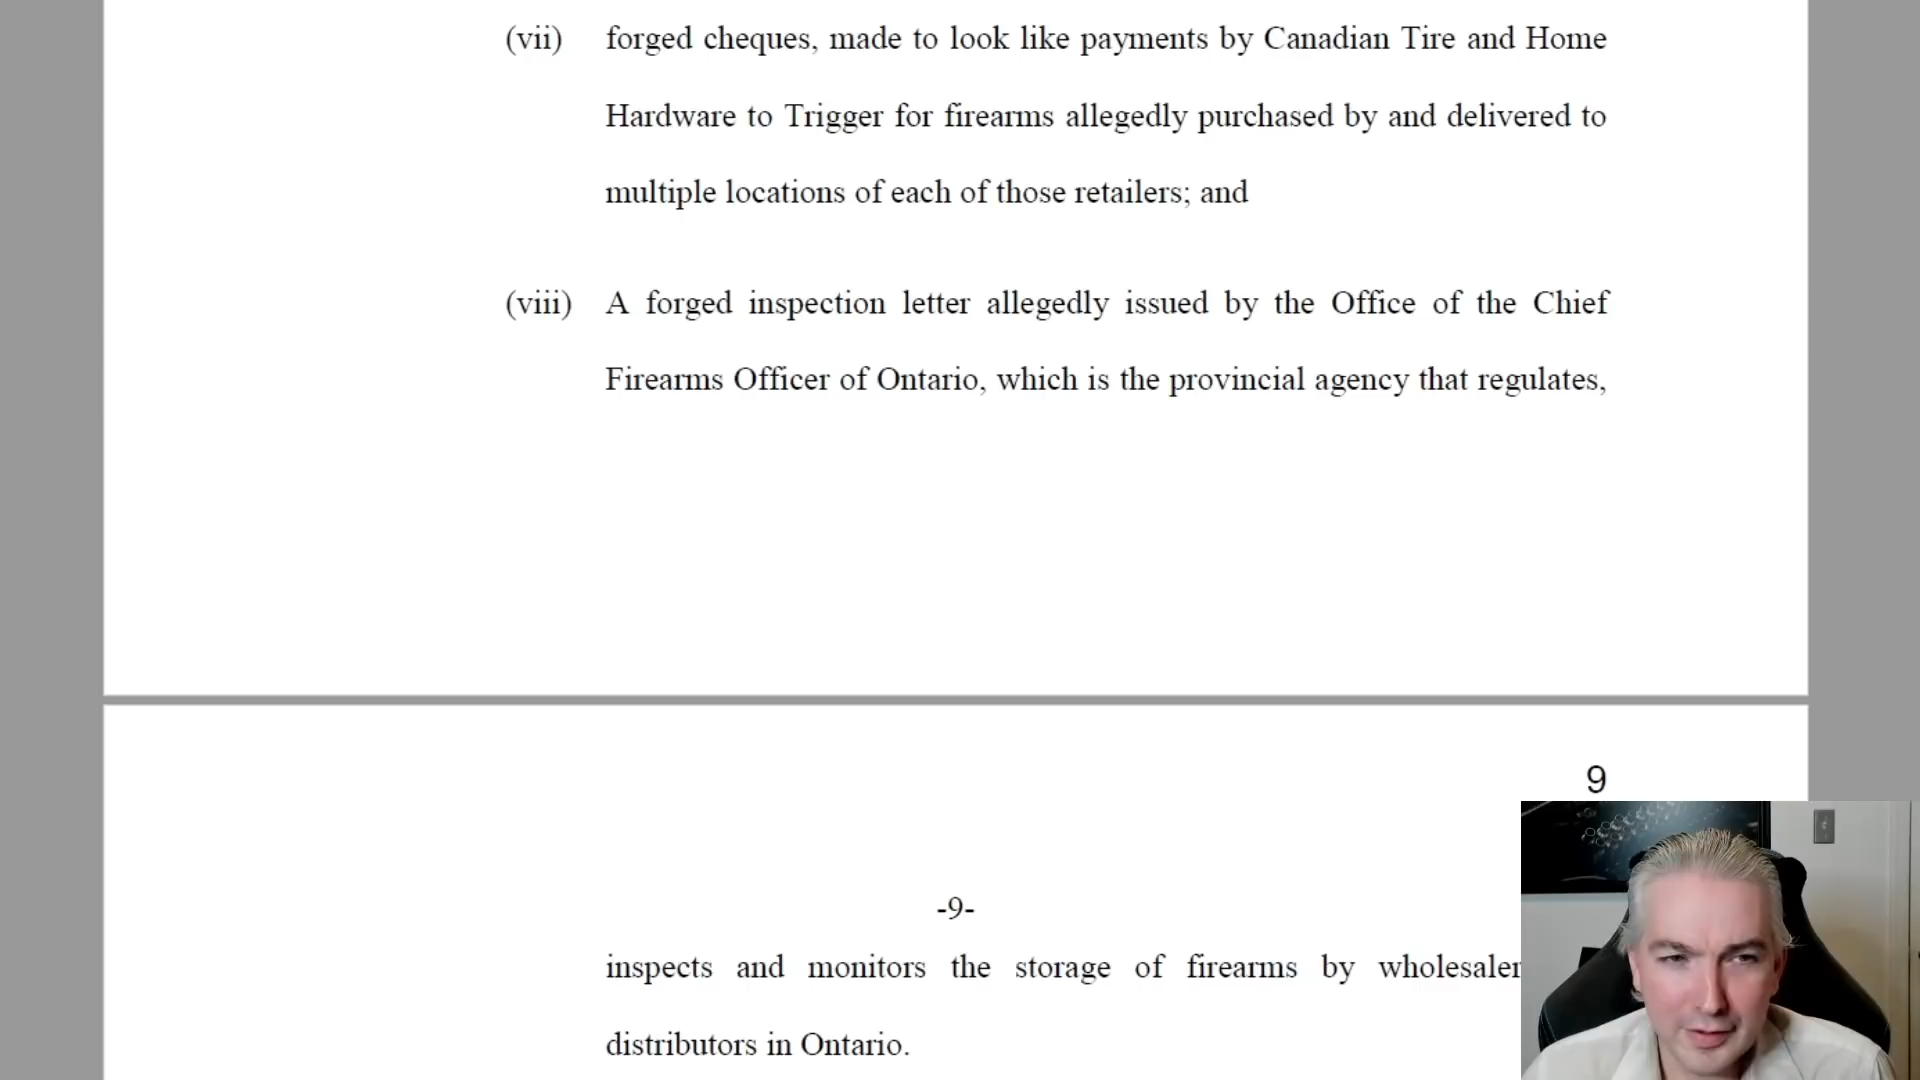 (vii) forged cheques, made to look like payments by Canadian Tire and Home
Hardware to Trigger for firearms allegedly purchased by and delivered to
multiple locations of each of those retailers; and
(viii) A forged inspection letter allegedly issued by the Office of the Chief
Firearms Officer of Ontario, which is the provincial agency that regulates,
9
-9-
inspects and monitors the storage of firearms by wholesaler
distributors in Ontario.